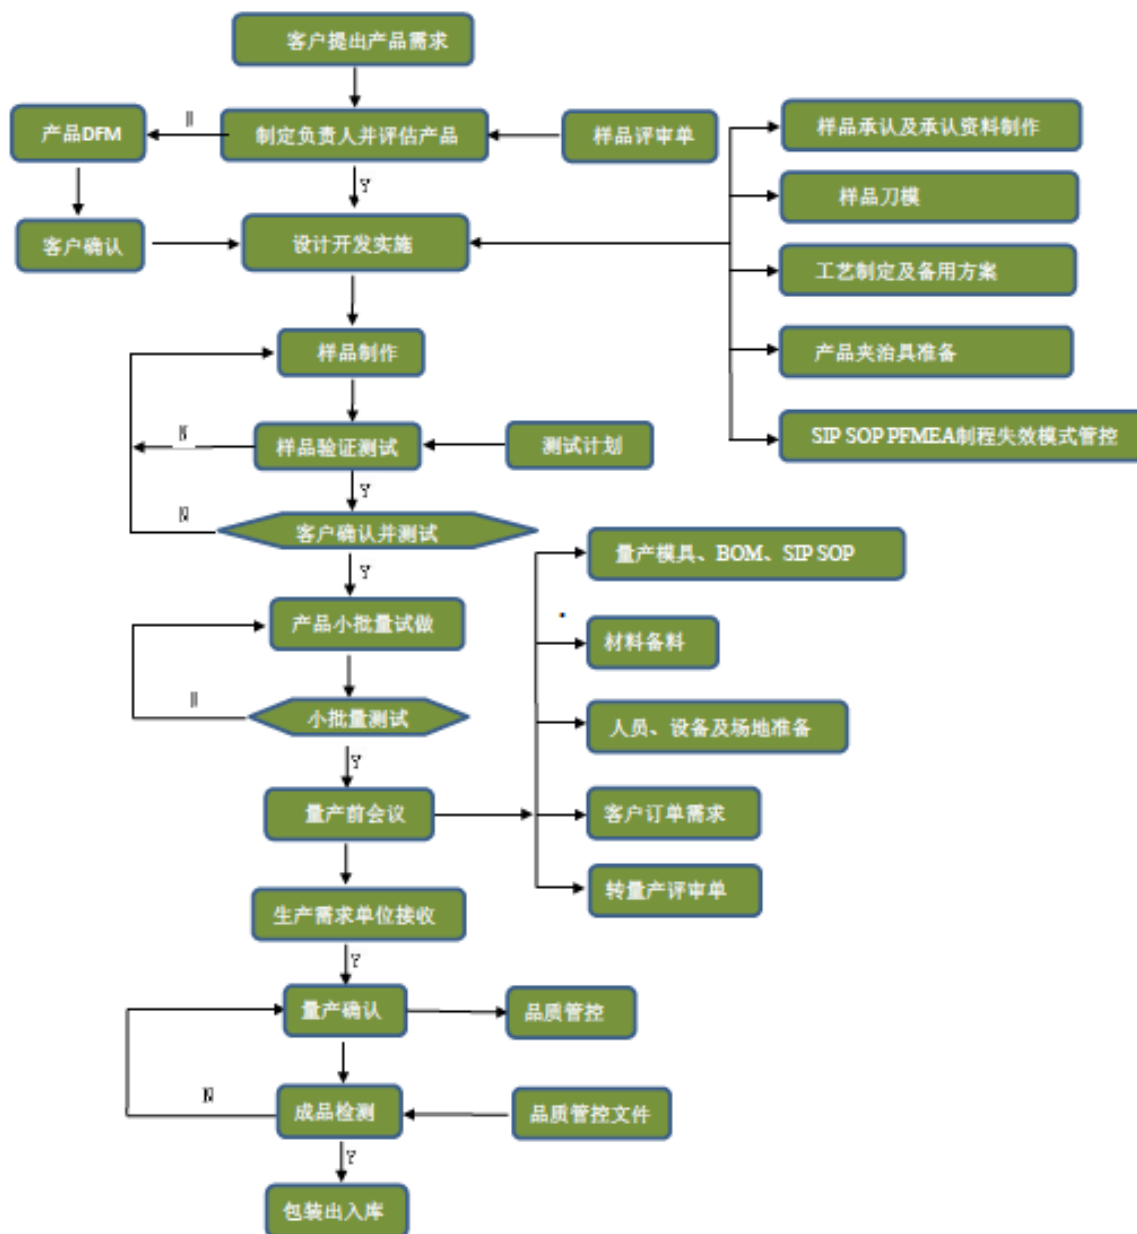 客户提出产品需求
产品DFM
N
制定负责人并评估产品
样品评审单
样品承认及承认资料制作
Y
样品刀模
客户确认
设计开发实施
工艺制定及备用方案
样品制作
产品夹治具准备
N
样品验证测试
测试计划
SIP SOP PFMEA制程失效模式管控
Y
N
客户确认并测试
量产模具、BOM、SIP SOP
Y
产品小批量试做
材料备料
N
小批量测试
人员、设备及场地准备
Y
量产前会议
客户订单需求
转量产评审单
生产需求单位接收
Y
量产确认
品质管控
N
成品检测
品质管控文件
Y
包装出入库